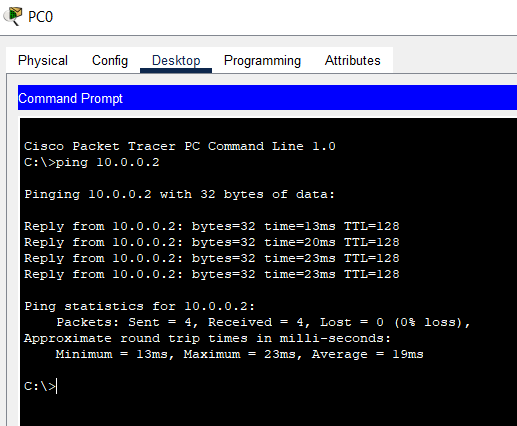 PC0
Physical Config Desktop Programming Attributes
Command Prompt
Cisco Packet Tracer PC Command Line 1.0
C:\>ping 10.0.0.2
Pinging 10.0.0.2 with 32 bytes of data:
Reply from 10.0.0.2: bytes=32 time=13ms TTL=128
Reply from 10.0.0.2: bytes=32 time=20ms TTL=128
Reply from 10.0.0.2: bytes=32 time=23ms TTL=128
Reply from 10.0.0.2: bytes=32 time=23ms TTL=128
Ping statistics for 10.0.0.2:
Packets: Sent = 4, Received = 4, Lost = 0 (0% loss),
Approximate round trip times in milli-seconds:
Minimum = 13ms, Maximum = 23ms, Average = 19ms
C:\>